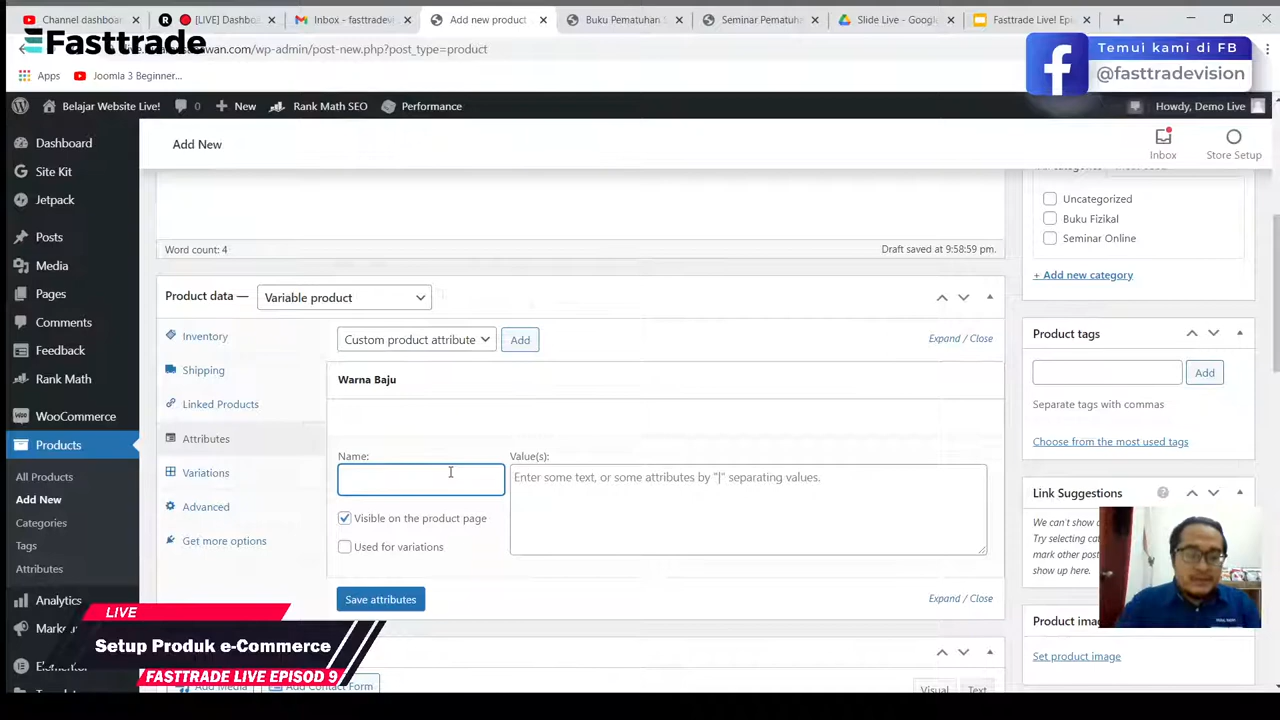 Channel dashboard
[LIVE] Dashbo
Inbox - fasttradevi
Add new product
Buku Pematuhan
Seminar Pematuh
Slide Live - Google
Fasttrade Live! Epi
Fasttrade
wan.com/wp-admin/post-new.php?post_type=product
Temui kami di FB
@fasttradevision
Apps
Joomla 3 Beginner...
Belajar Website Live!
0
New
Rank Math SEO
Performance
Howdy, Demo Live
Dashboard
Site Kit
Jetpack
Posts
Media
Pages
Comments
Feedback
Rank Math
WooCommerce
Products
All Products
Add New
Categories
Tags
Attributes
Analytics
Add New
Inbox
Store Setup
Word count: 4
Draft saved at 9:58:59 pm.
Product data —
Variable product
Inventory
Shipping
Linked Products
Attributes
Variations
Advanced
Get more options
Custom product attribute
Add
Expand / Close
Warna Baju
Name:
Value(s):
Enter some text, or some attributes by "|" separating values.
Visible on the product page
Used for variations
Save attributes
Expand / Close
Add Media
Add Contact Form
Visual
Text
Uncategorized
Buku Fizikal
Seminar Online
+ Add new category
Product tags
Add
Separate tags with commas
Choose from the most used tags
Link Suggestions
We can't show
Try selecting
mark other post
show up here.
Product
Set product image
LIVE
Setup Produk e-Commerce
FASTTRADE LIVE EPISOD 9